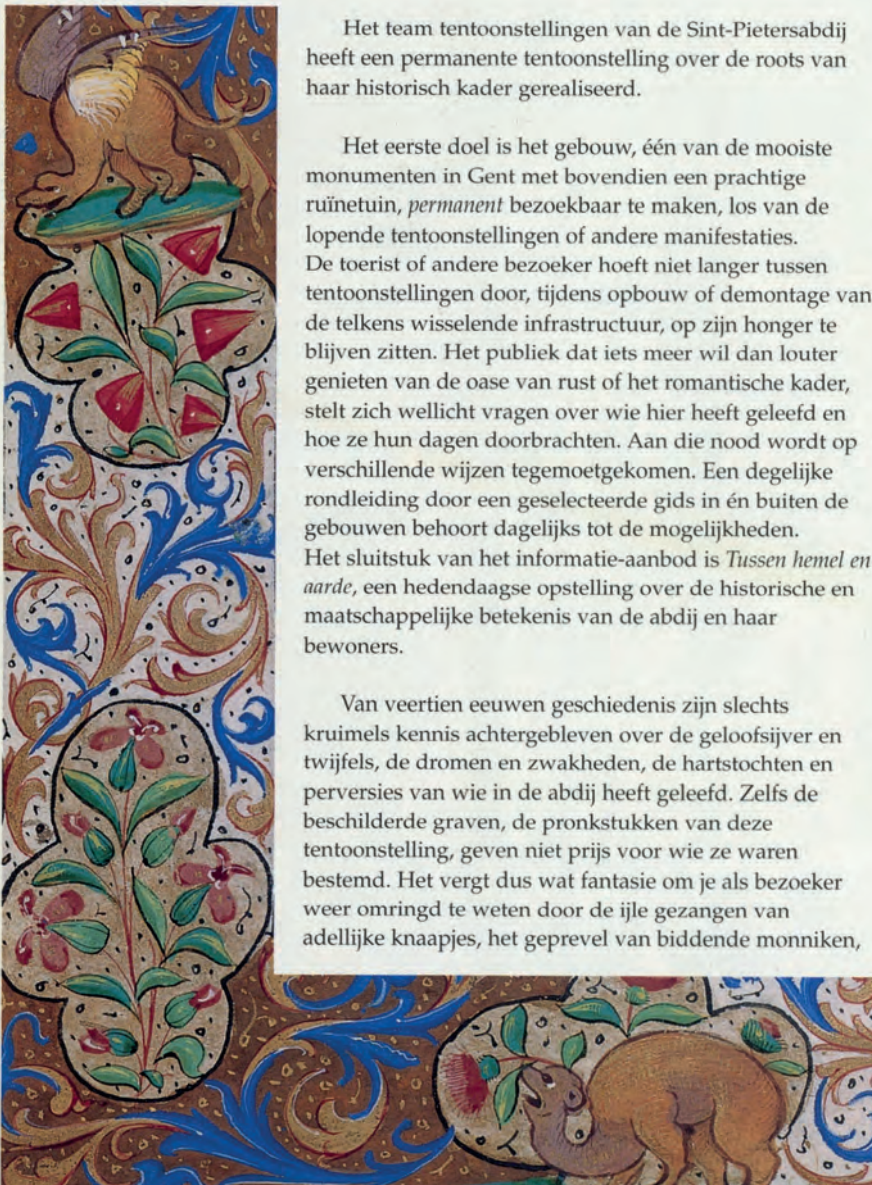 Het team tentoonstellingen van de Sint-Pietersabdij
heeft een permanente tentoonstelling over de roots van
haar historisch kader gerealiseerd.
Het eerste doel is het gebouw, één van de mooiste
monumenten in Gent met bovendien een prachtige
ruïnetuin, permanent bezoekbaar te maken, los van de
lopende tentoonstellingen of andere manifestaties.
De toerist of andere bezoeker hoeft niet langer tussen
tentoonstellingen door, tijdens opbouw of demontage van
de telkens wisselende infrastructuur, op zijn honger te
blijven zitten. Het publiek dat iets meer wil dan louter
genieten van de oase van rust of het romantische kader,
stelt zich wellicht vragen over wie hier heeft geleefd en
hoe ze hun dagen doorbrachten. Aan die nood wordt op
verschillende wijzen tegemoetgekomen. Een degelijke
rondleiding door een geselecteerde gids in én buiten de
gebouwen behoort dagelijks tot de mogelijkheden.
Het sluitstuk van het informatie-aanbod is Tussen hemel en
aarde, een hedendaagse opstelling over de historische en
maatschappelijke betekenis van de abdij en haar
bewoners.
Van veertien eeuwen geschiedenis zijn slechts
kruimels kennis achtergebleven over de geloofsijver en
twijfels, de dromen en zwakheden, de hartstochten en
perversies van wie in de abdij heeft geleefd. Zelfs de
beschilderde graven, de pronkstukken van deze
tentoonstelling, geven niet prijs voor wie ze waren
bestemd. Het vergt dus wat fantasie om je als bezoeker
weer omringd te weten door de ijle gezangen van
adellijke knaapjes, het geprevel van biddende monniken,